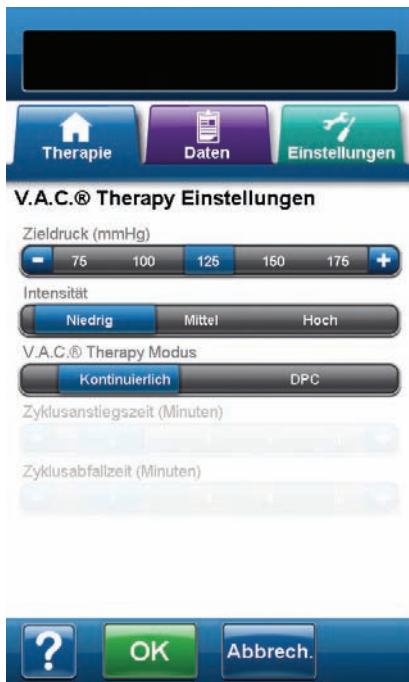 Therapie Daten Einstellungen
V.A.C.® Therapy Einstellungen
Zieldruck (mmHg)
- 75 100 125 150 175 +
Intensität
Niedrig Mittel Hoch
V.A.C.® Therapy Modus
Kontinuierlich DPC
Zyklusanstiegszeit (Minuten)
Zyklusabfallzeit (Minuten)
? OK Abbrech.